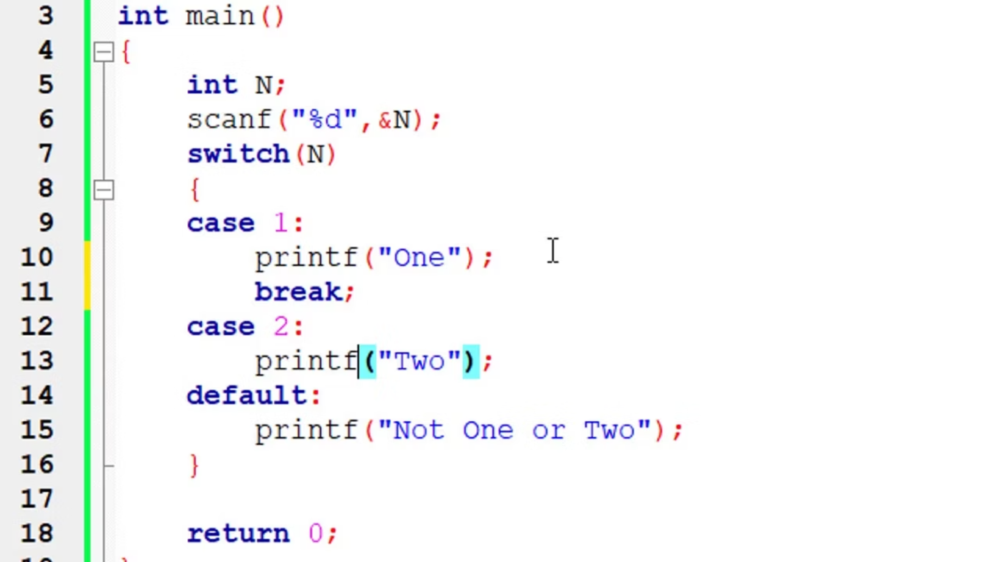 3 int main()
4 {
5     int N;
6     scanf("%d",&N);
7     switch(N)
8     {
9     case 1:
10         printf("One");
11         break;
12     case 2:
13         printf("Two");
14     default:
15         printf("Not One or Two");
16     }
17
18     return 0;